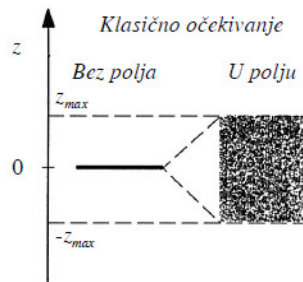 Klasično očekivanje
z
Bez polja
U polju
z_max
0
-z_max